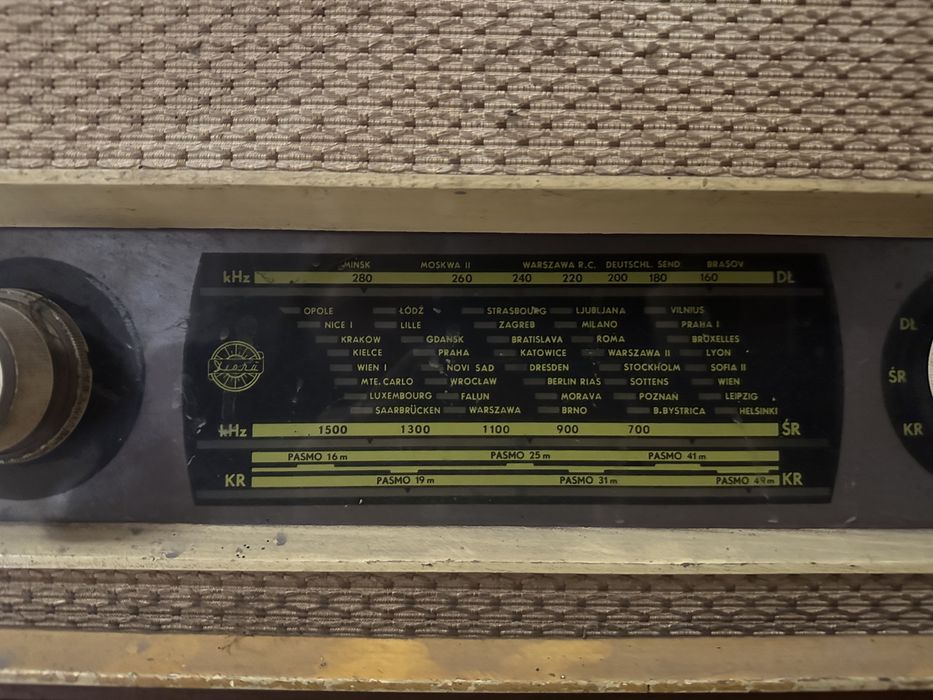 MINSK MOSKWA II WARSZAWA R.C. DEUTSCHL. SEND BRASOV
kHz 280 260 240 220 200 180 160 DŁ
OPOLE ŁÓDŹ STRASBOURG LJUBLJANA VILNIUS
NICE I LILLE ZAGREB MILANO PRAHA I
KRAKÓW GDAŃSK BRATISLAVA ROMA BRUXELLES
KIELCE PRAHA KATOWICE WARSZAWA II LYON
WIEN I NOVI SAD DRESDEN STOCKHOLM SOFIA II
MTE. CARLO WROCŁAW BERLIN RIAS SOTTENS WIEN
LUXEMBOURG FALUN MORAVA POZNAŃ LEIPZIG
SAARBRÜCKEN WARSZAWA BRNO B.BYSTRICA HELSINKI
kHz 1500 1300 1100 900 700 ŚR
PASMO 16 m PASMO 25 m PASMO 41 m
KR PASMO 19 m PASMO 31 m PASMO 49 m KR
DŁ
ŚR
KR